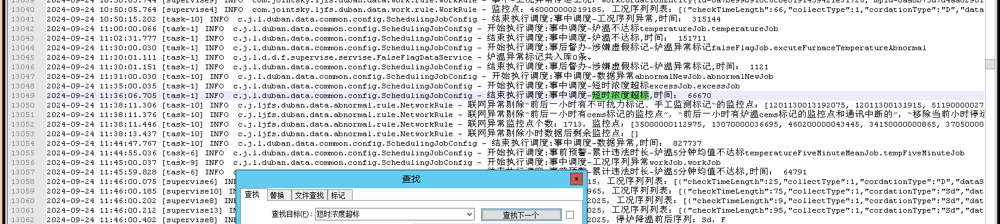 13040 2024-09-24 10:50:05.764 [supervise4] INFO com.jointsky.ljfs.duban.data.work.rule.WorkRule - 监控点: 460000000219185, 工况序列列表: [{"checkTimeLength":66,"collectType":1,"cordationType":"D","data
13041 2024-09-24 10:50:15.202 [task-10] INFO c.j.l.duban.data.common.config.SchedulingJobConfig - 结束执行调度:事中调度-工况序列异常,时间: 315144
13042 2024-09-24 11:00:00.066 [task-1] INFO c.j.l.duban.data.common.config.SchedulingJobConfig - 开始执行调度:事中调度-炉温不达标temperatureJob.temperatureJob
13043 2024-09-24 11:02:31.777 [task-1] INFO c.j.l.duban.data.common.config.SchedulingJobConfig - 结束执行调度:事中调度-炉温不达标,时间: 151711
13044 2024-09-24 11:30:00.030 [task-1] INFO c.j.l.duban.data.common.config.SchedulingJobConfig - 开始执行调度:事后督办-涉嫌虚假标记-炉温异常标记falseFlagJob.excuteFurnaceTemperatureAbnormal
13045 2024-09-24 11:30:01.111 [task-1] INFO c.j.l.d.d.f.supervise.servise.FalseFlagDataService - 炉温异常标记共入库0条。
13046 2024-09-24 11:30:01.151 [task-1] INFO c.j.l.duban.data.common.config.SchedulingJobConfig - 结束执行调度:事后督办-涉嫌虚假标记-炉温异常标记,时间: 1121
13047 2024-09-24 11:31:00.030 [task-10] INFO c.j.l.duban.data.common.config.SchedulingJobConfig - 开始执行调度:事中调度-数据异常abnormalNewJob.abnormalNewJob
13048 2024-09-24 11:35:00.035 [task-1] INFO c.j.l.duban.data.common.config.SchedulingJobConfig - 开始执行调度:事中调度-短时浓度超标excessJob.excessJob
13049 2024-09-24 11:36:06.705 [task-1] INFO c.j.l.duban.data.common.config.SchedulingJobConfig - 结束执行调度:事中调度-短时浓度超标,时间: 66670
13050 2024-09-24 11:38:11.306 [task-10] INFO c.j.ljfs.duban.data.abnormal.rule.NetworkRule - 联网异常剔除"前后一小时有不可抗力标记、手工监测标记"的监控点: [1201130013192075, 120113000131915, 51190000027
13051 2024-09-24 11:38:11.376 [task-10] INFO c.j.ljfs.duban.data.abnormal.rule.NetworkRule - 联网异常剔除"前后一小时有cems标记的监控点", "前后一小时有炉温cems标记的监控点和通讯中断的", "移除当前小时停运
13052 2024-09-24 11:38:11.446 [task-10] INFO c.j.ljfs.duban.data.abnormal.rule.NetworkRule - 联网异常监控点个数: 1713, 监控点: [35000000112975, 13070000036695, 460200000043445, 34150000000865, 37050000
13053 2024-09-24 11:38:13.437 [task-10] INFO c.j.ljfs.duban.data.abnormal.rule.NetworkRule - 联网异常剔除小时数据后剩余监控点: []
13054 2024-09-24 11:44:47.767 [task-10] INFO c.j.l.duban.data.common.config.SchedulingJobConfig - 结束执行调度:事中调度-数据异常,时间: 827737
13055 2024-09-24 11:44:55.036 [task-6] INFO c.j.l.duban.data.common.config.SchedulingJobConfig - 开始执行调度:事前预警-累计违法时长-炉温5分钟均值不达标temperatureFiveMinuteMeanJob.tempFiveMinuteJob
13056 2024-09-24 11:45:00.037 [task-9] INFO c.j.l.duban.data.common.config.SchedulingJobConfig - 开始执行调度:事中调度-工况序列异常workJob.workJob
13057 2024-09-24 11:45:59.828 [task-6] INFO 累计违法时长-炉温5分钟均值不达标,时间: 64791
13058 2024-09-24 11:46:00.075 [supervise6] INF 15, 工况序列列表: [{"checkTimeLength":25,"collectType":1,"cordationType":"D","dataS
13059 2024-09-24 11:46:00.185 [supervise10] IN 965, 工况序列列表: [{"checkTimeLength":75,"collectType":1,"cordationType":"Sd","dat
13060 2024-09-24 11:46:00.202 [supervise8] INF 2025, 工况序列列表: [{"checkTimeLength":9,"collectType":1,"cordationType":"Sd","dat
13061 2024-09-24 11:46:00.212 [supervise13] IN 2025, 工况序列列表: [{"checkTimeLength":95,"collectType":1,"cordationType":"Sd","dat
13062 2024-09-24 11:46:00.402 [supervise8] INF 2025, 停炉降温前后序列: Sd, F
查找
x
查找 替换 文件查找 标记
查找目标(F): 短时浓度超标 查找下一个